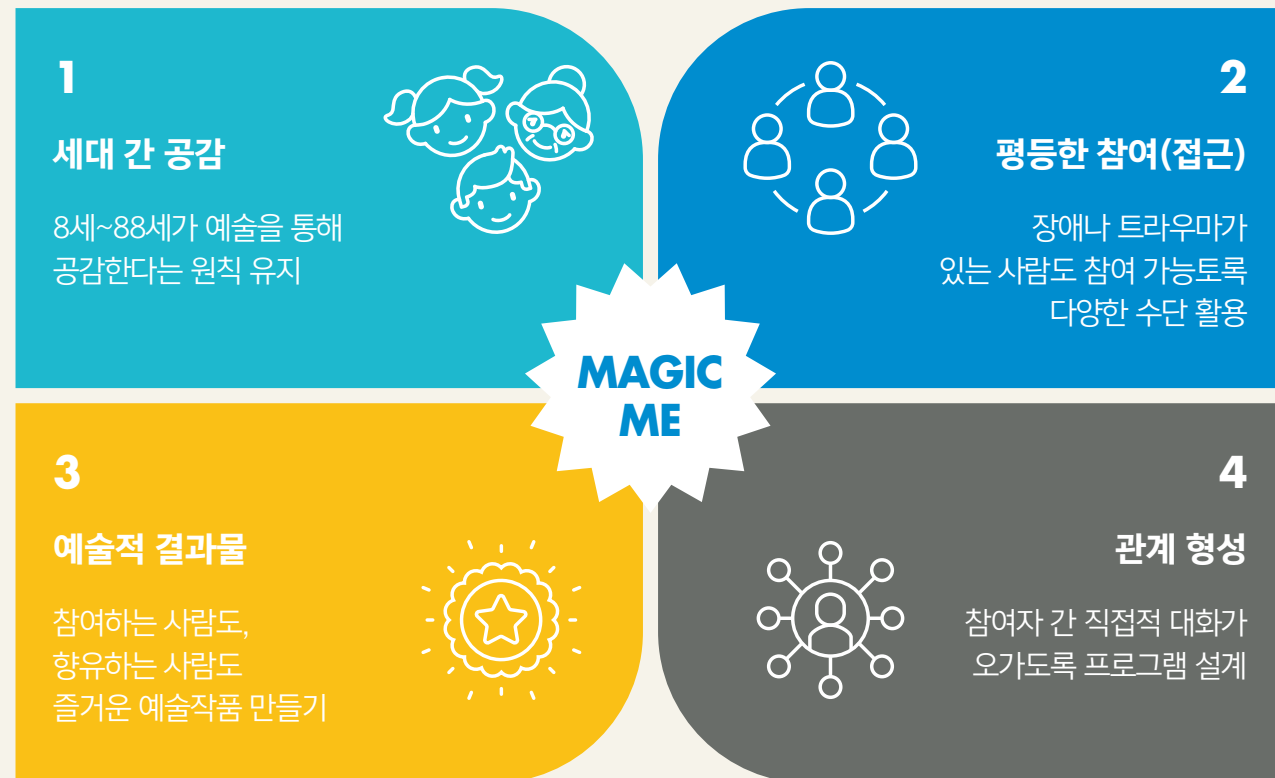 1
세대 간 공감
8세~88세가 예술을 통해
공감한다는 원칙 유지
2
평등한 참여(접근)
장애나 트라우마가
있는 사람도 참여 가능토록
다양한 수단 활용
MAGIC
ME
3
예술적 결과물
참여하는 사람도,
향유하는 사람도
즐거운 예술작품 만들기
4
관계 형성
참여자 간 직접적 대화가
오가도록 프로그램 설계